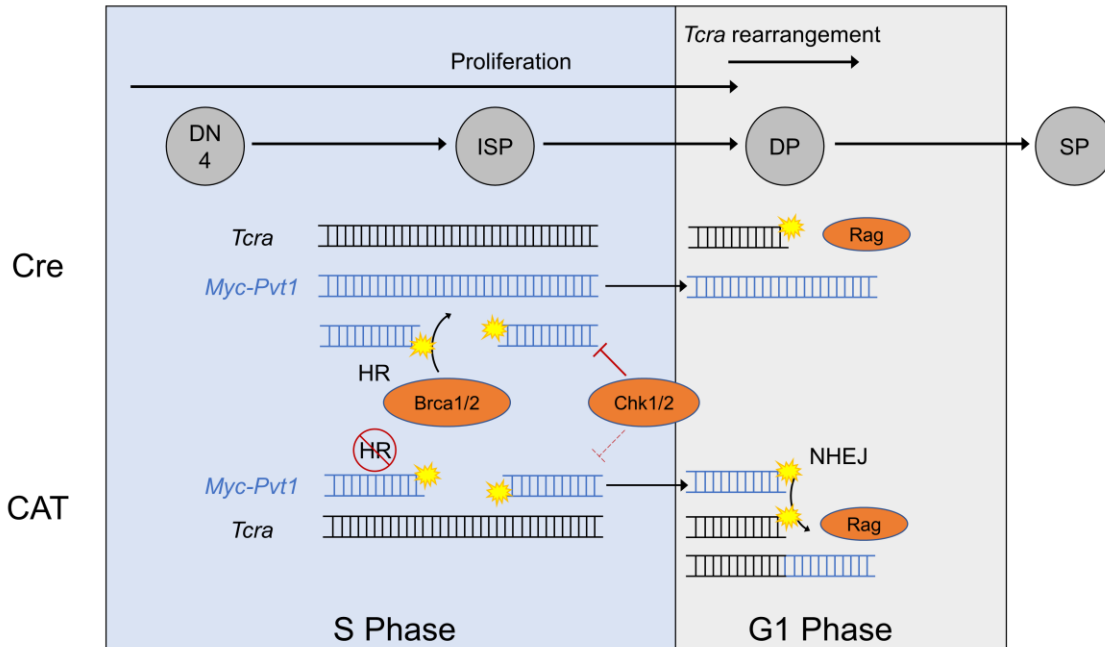 Tcra rearrangement
Proliferation
DN
4
ISP
DP
SP
Cre
Tcra
Rag
Myc-Pvt1
HR
Brca1/2
Chk1/2
HR
CAT
Myc-Pvt1
NHEJ
Tcra
Rag
S Phase
G1 Phase